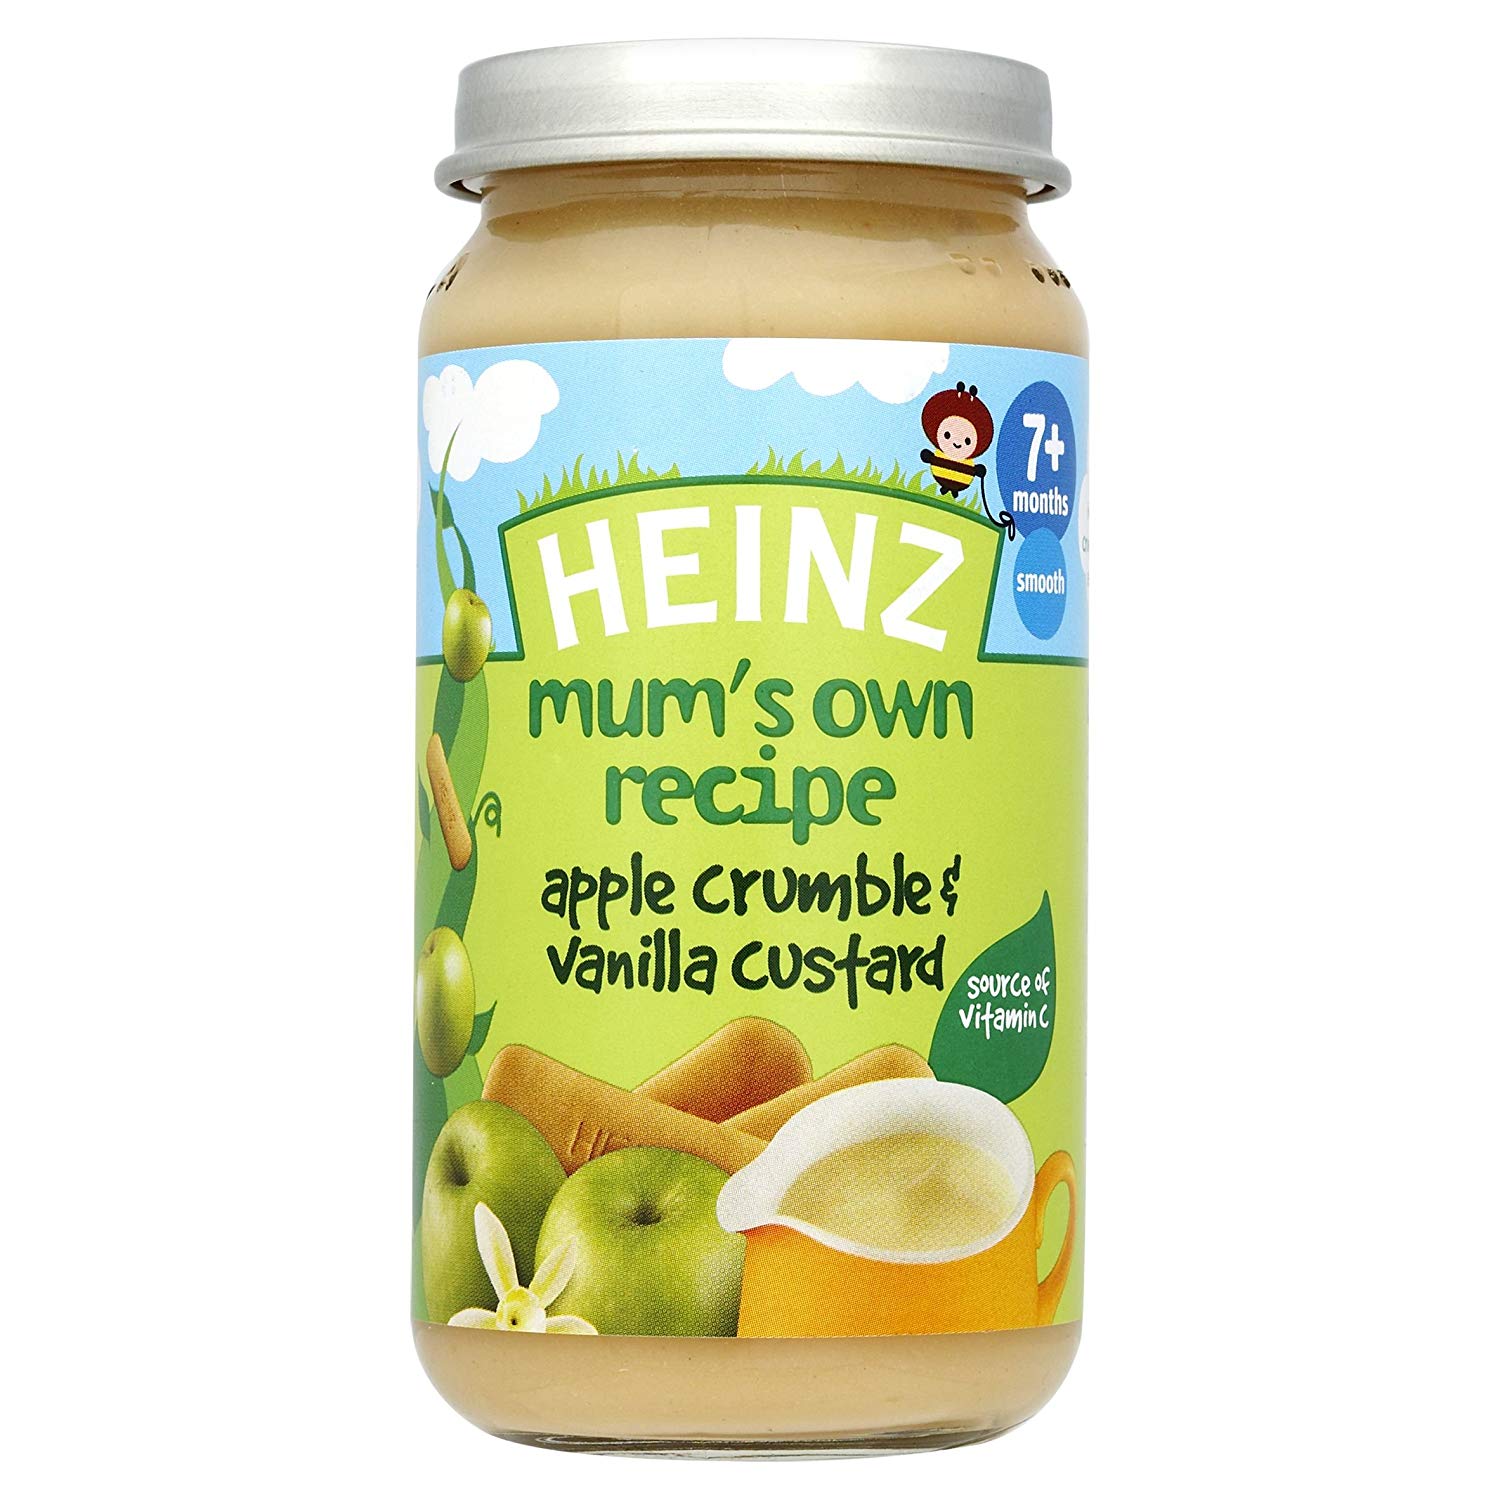 7+
months
smooth
HEINZ
mum's own
recipe
apple crumble &
vanilla custard
source of
vitamin C